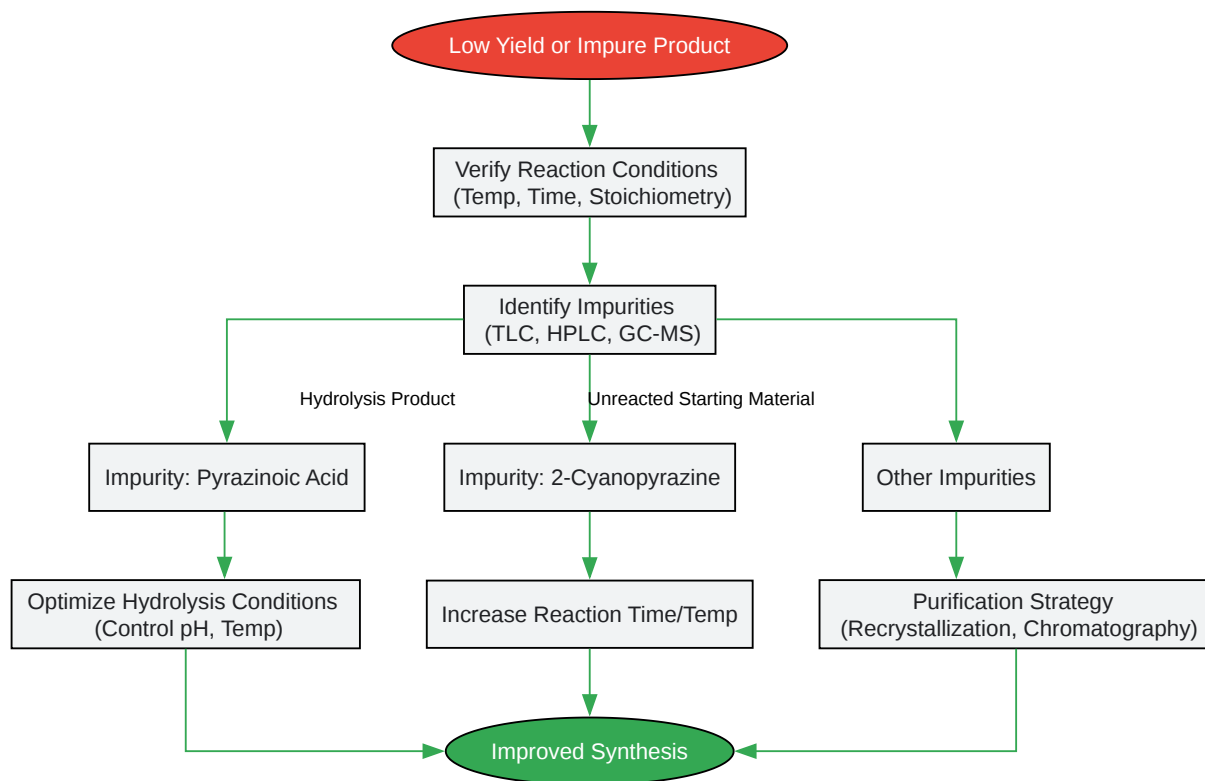 Low Yield or Impure Product
Verify Reaction Conditions
(Temp, Time, Stoichiometry)
Identify Impurities
(TLC, HPLC, GC-MS)
Hydrolysis Product
Unreacted Starting Material
Impurity: Pyrazinoic Acid
Impurity: 2-Cyanopyrazine
Other Impurities
Optimize Hydrolysis Conditions
(Control pH, Temp)
Increase Reaction Time/Temp
Purification Strategy
(Recrystallization, Chromatography)
Improved Synthesis